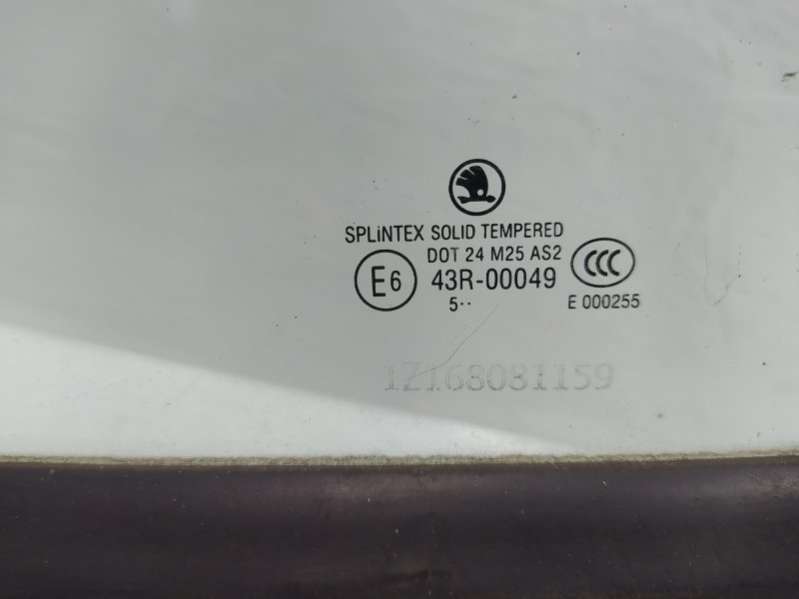 SPLiNTEX SOLID TEMPERED
DOT 24 M25 AS2
E6 43R-00049 CCC
5·· E 000255
1Z168081159